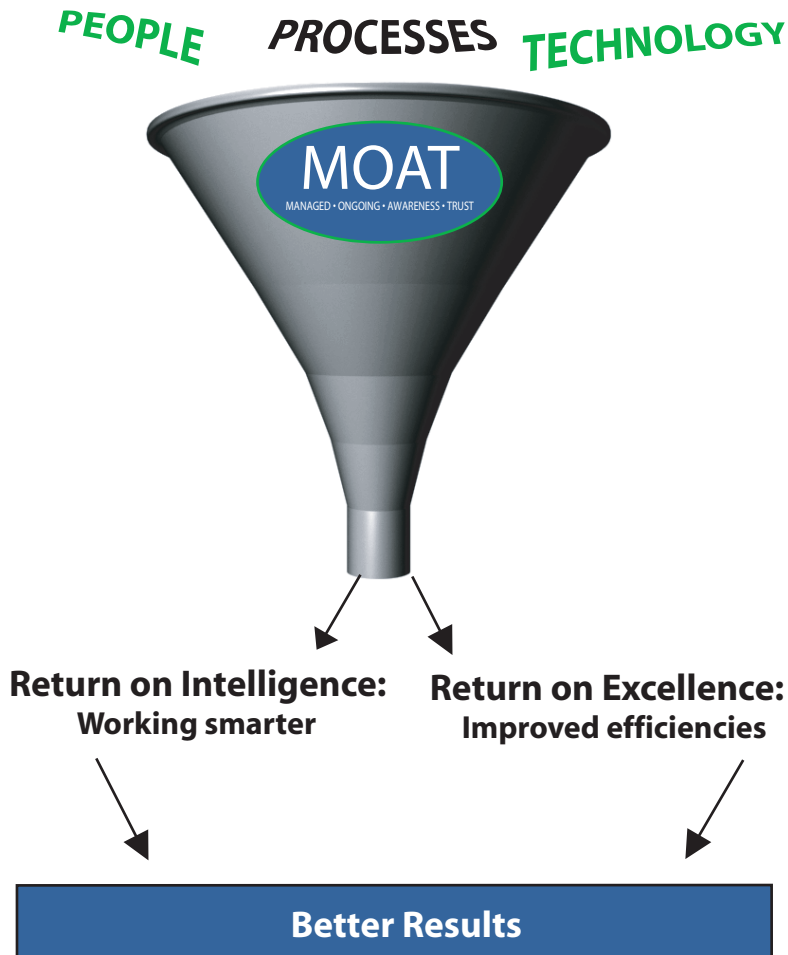 PEOPLE PROCESSES TECHNOLOGY
MOAT
MANAGED • ONGOING • AWARENESS • TRUST
Return on Intelligence:
Working smarter
Return on Excellence:
Improved efficiencies
Better Results